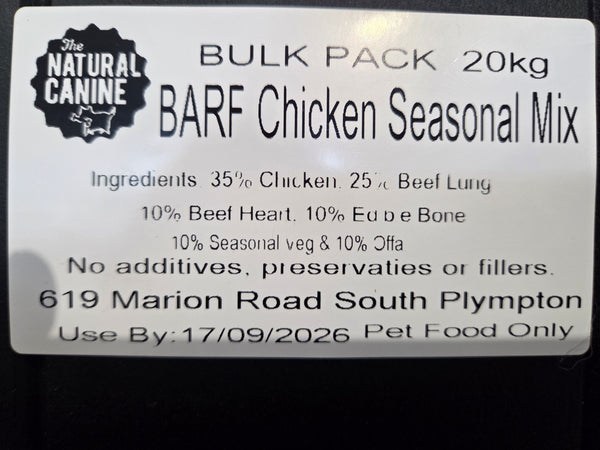 The
NATURAL
CANINE
BULK PACK 20kg
BARF Chicken Seasonal Mix
Ingredients 35% Chicken. 25% Beef Lung
10% Beef Heart. 10% Edible Bone
10% Seasonal veg & 10% Offa
No additives, preservaties or fillers.
619 Marion Road South Plympton
Use By:17/09/2026 Pet Food Only